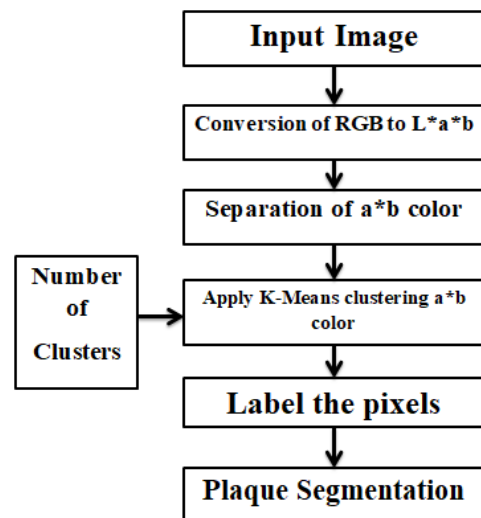 Input Image
Conversion of RGB to L*a*b
Separation of a*b color
Number
of
Clusters
Apply K-Means clustering a*b
color
Label the pixels
Plaque Segmentation